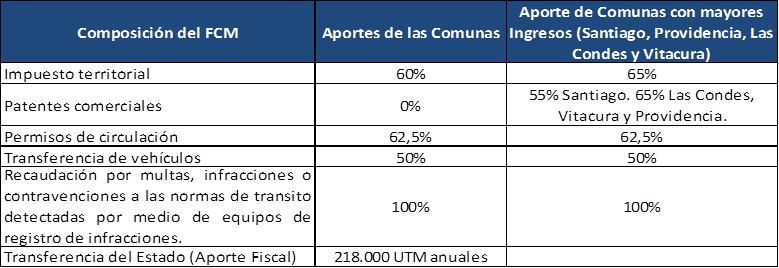 Composición del FCM
Aportes de las Comunas
Aporte de Comunas con mayores
Ingresos (Santiago, Providencia, Las
Condes y Vitacura)
Impuesto territorial
60%
65%
Patentes comerciales
0%
55% Santiago. 65% Las Condes,
Vitacura y Providencia.
Permisos de circulación
62,5%
62,5%
Transferencia de vehículos
50%
50%
Recaudación por multas, infracciones o
contravenciones a las normas de transito
detectadas por medio de equipos de
registro de infracciones.
100%
100%
Transferencia del Estado (Aporte Fiscal)
218.000 UTM anuales